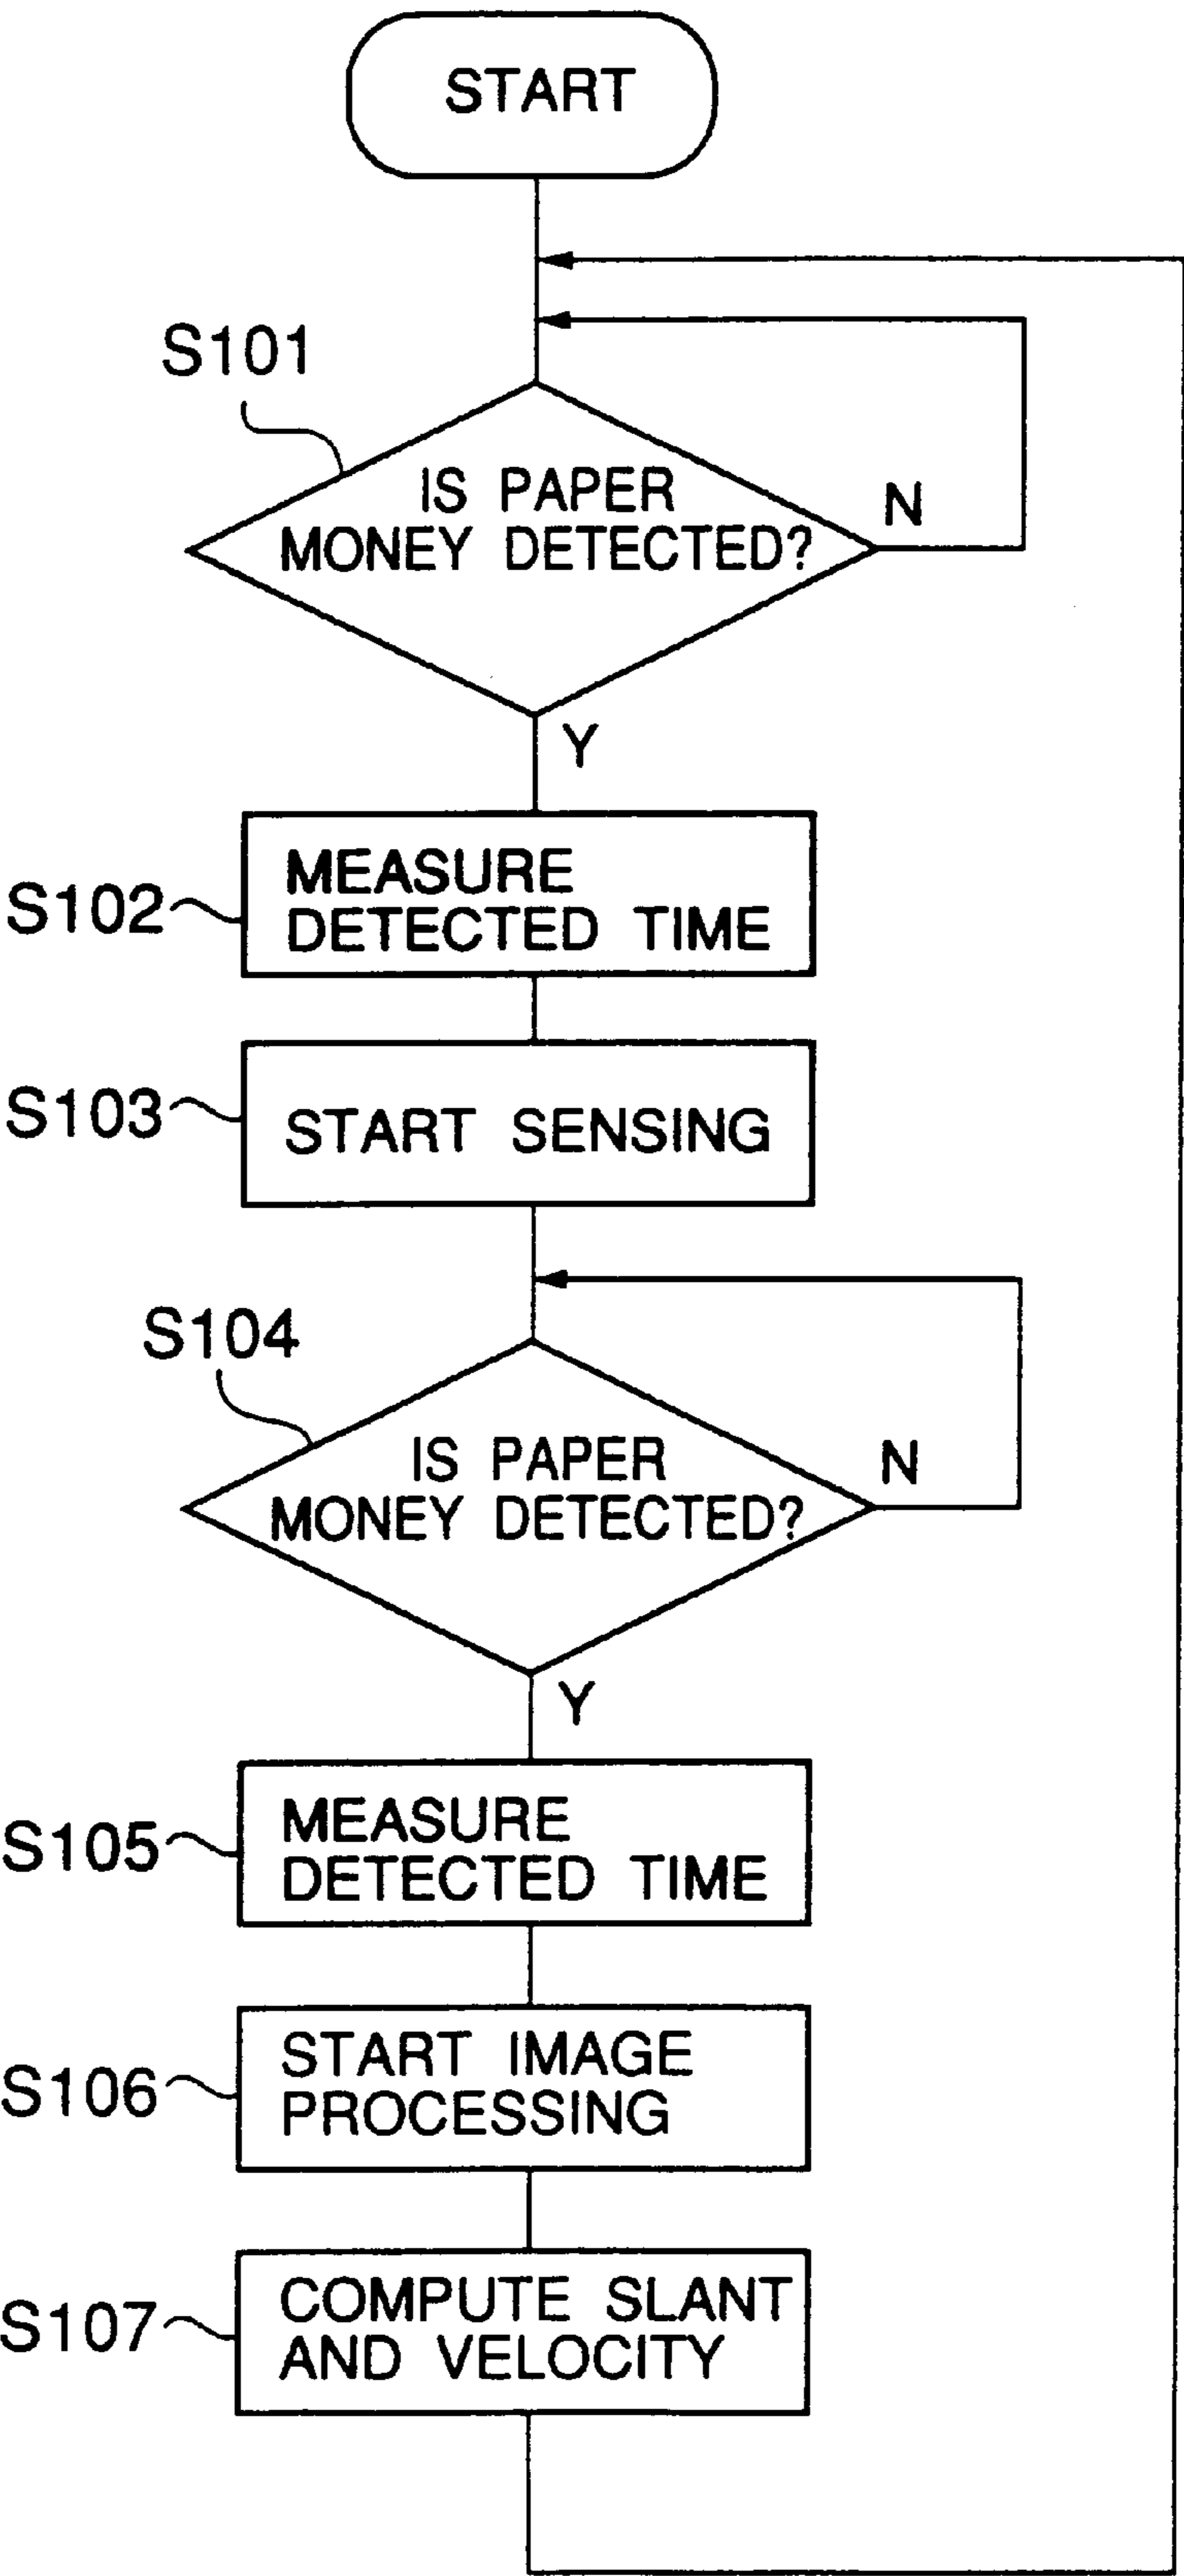 START
S101
IS PAPER
MONEY DETECTED?
N
Y
S102
MEASURE
DETECTED TIME
S103
START SENSING
S104
IS PAPER
MONEY DETECTED?
N
Y
S105
MEASURE
DETECTED TIME
S106
START IMAGE
PROCESSING
S107
COMPUTE SLANT
AND VELOCITY